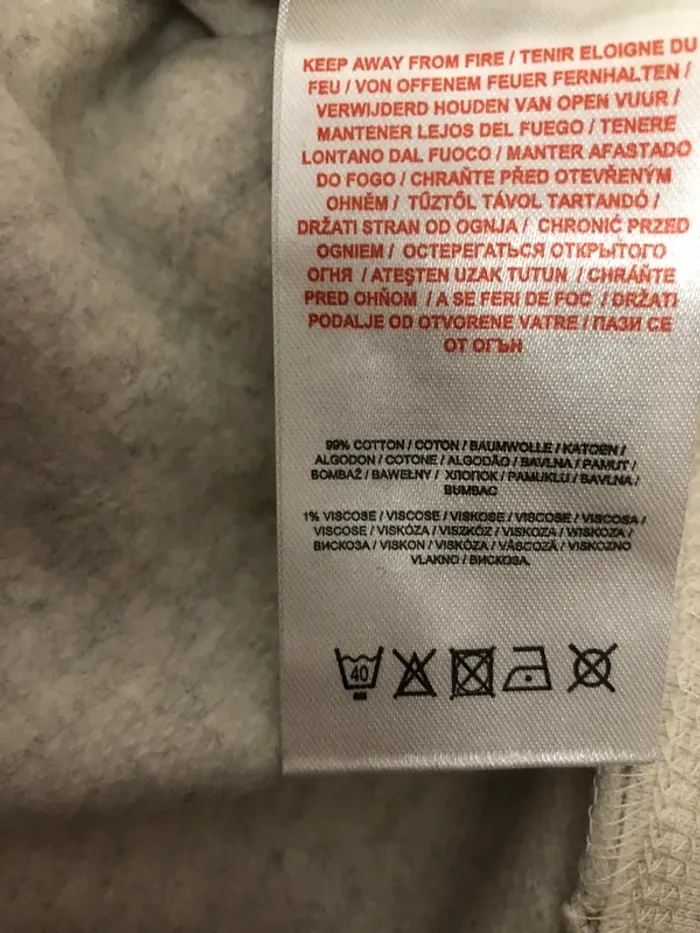 KEEP AWAY FROM FIRE / TENIR ELOIGNE DU
FEU / VON OFFENEM FEUER FERNHALTEN /
VERWIJDERD HOUDEN VAN OPEN VUUR /
MANTENER LEJOS DEL FUEGO / TENERE
LONTANO DAL FUOCO / MANTER AFASTADO
DO FOGO / CHRAŇTE PŘED OTEVŘENÝM
OHNĚM / TŰZTŐL TÁVOL TARTANDÓ /
DRŽATI STRAN OD OGNJA / CHRONIĆ PRZED
OGNIEM / ОСТЕРЕГАТЬСЯ ОТКРЫТОГО
ОГНЯ / ATEŞTEN UZAK TUTUN / CHRÁŇTE
PRED OHŇOM / A SE FERI DE FOC / DRŽATI
PODALJE OD OTVORENE VATRE / ПАЗИ СЕ
ОТ ОГЪН
99% COTTON / COTON / BAUMWOLLE / KATOEN /
ALGODON / COTONE / ALGODÃO / BAVLNA / PAMUT /
BOMBAŽ / BAWEŁNY / ХЛОПОК / PAMUKLU / BAVLNA /
BUMBAC
1% VISCOSE / VISCOSE / VISKOSE / VISCOSE / VISCOSA /
VISCOSE / VISKÓZA / VISZKÓZ / VISKOZA / WISKOZA /
ВИСКОЗА / VISKON / VISKÓZA / VÂSCOZĂ / VISKOZNO
VLAKNO / ВИСКОЗА.
40